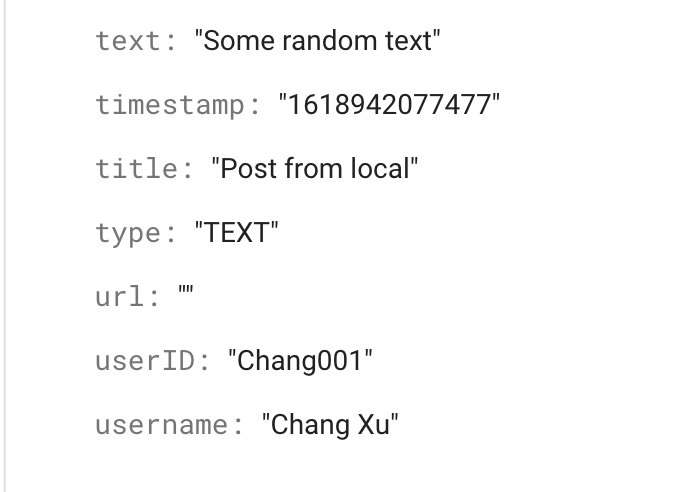 text: "Some random text"
timestamp: "1618942077477"
title: "Post from local"
type: "TEXT"
url: ""
userID: "Chang001"
username: "Chang Xu"